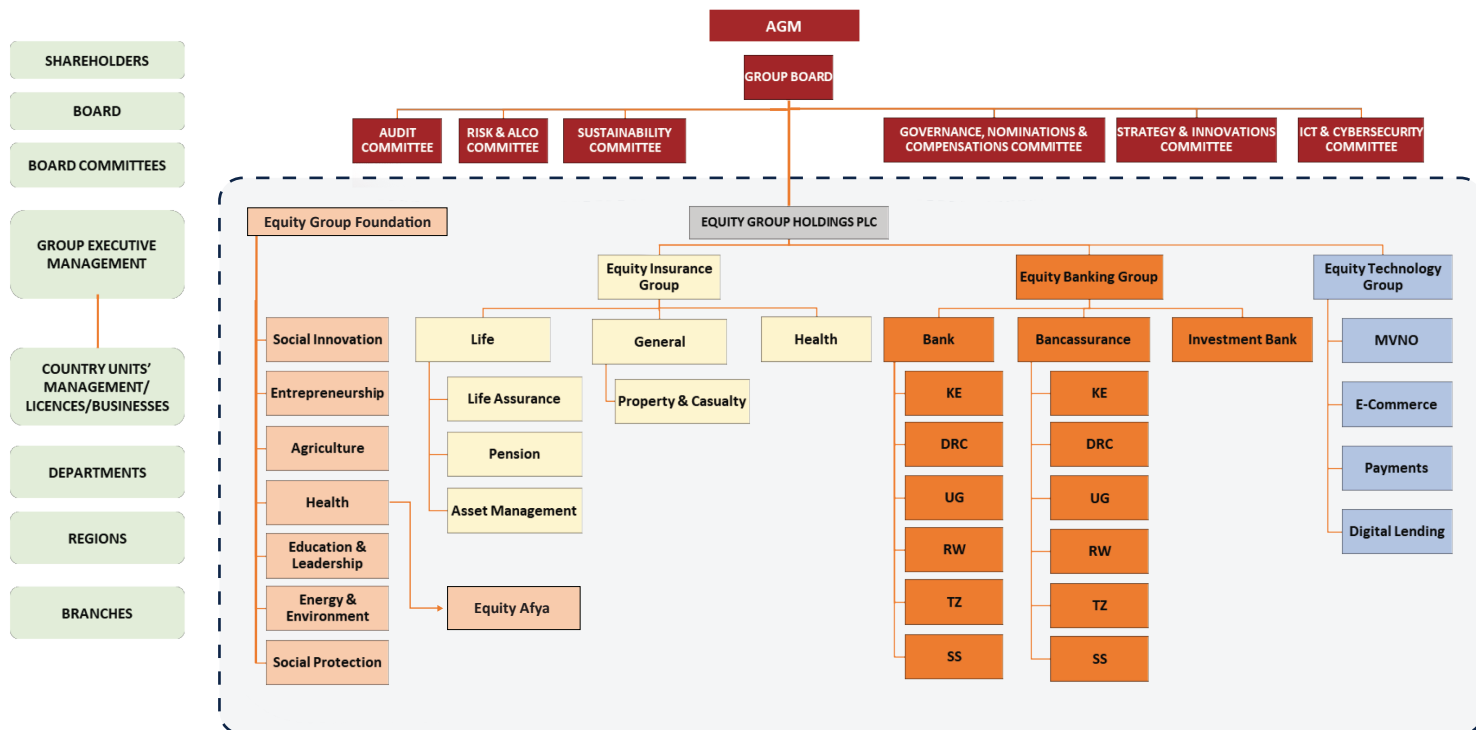 AGM
SHAREHOLDERS
GROUP BOARD
BOARD
AUDIT
COMMITTEE
RISK & ALCO
COMMITTEE
SUSTAINABILITY
COMMITTEE
GOVERNANCE, NOMINATIONS &
COMPENSATIONS COMMITTEE
STRATEGY & INNOVATIONS
COMMITTEE
ICT & CYBERSECURITY
COMMITTEE
BOARD COMMITTEES
Equity Group Foundation
EQUITY GROUP HOLDINGS PLC
GROUP EXECUTIVE
MANAGEMENT
Equity Insurance
Group
Equity Banking Group
Equity Technology
Group
Social Innovation
Entrepreneurship
Agriculture
Health
Education &
Leadership
Energy &
Environment
Social Protection
Equity Afya
Life
Life Assurance
Pension
Asset Management
General
Property & Casualty
Health
Bank
KE
DRC
UG
RW
TZ
SS
Bancassurance
KE
DRC
UG
RW
TZ
SS
Investment Bank
MVNO
E-Commerce
Payments
Digital Lending
COUNTRY UNITS’
MANAGEMENT/
LICENCES/BUSINESSES
DEPARTMENTS
REGIONS
BRANCHES